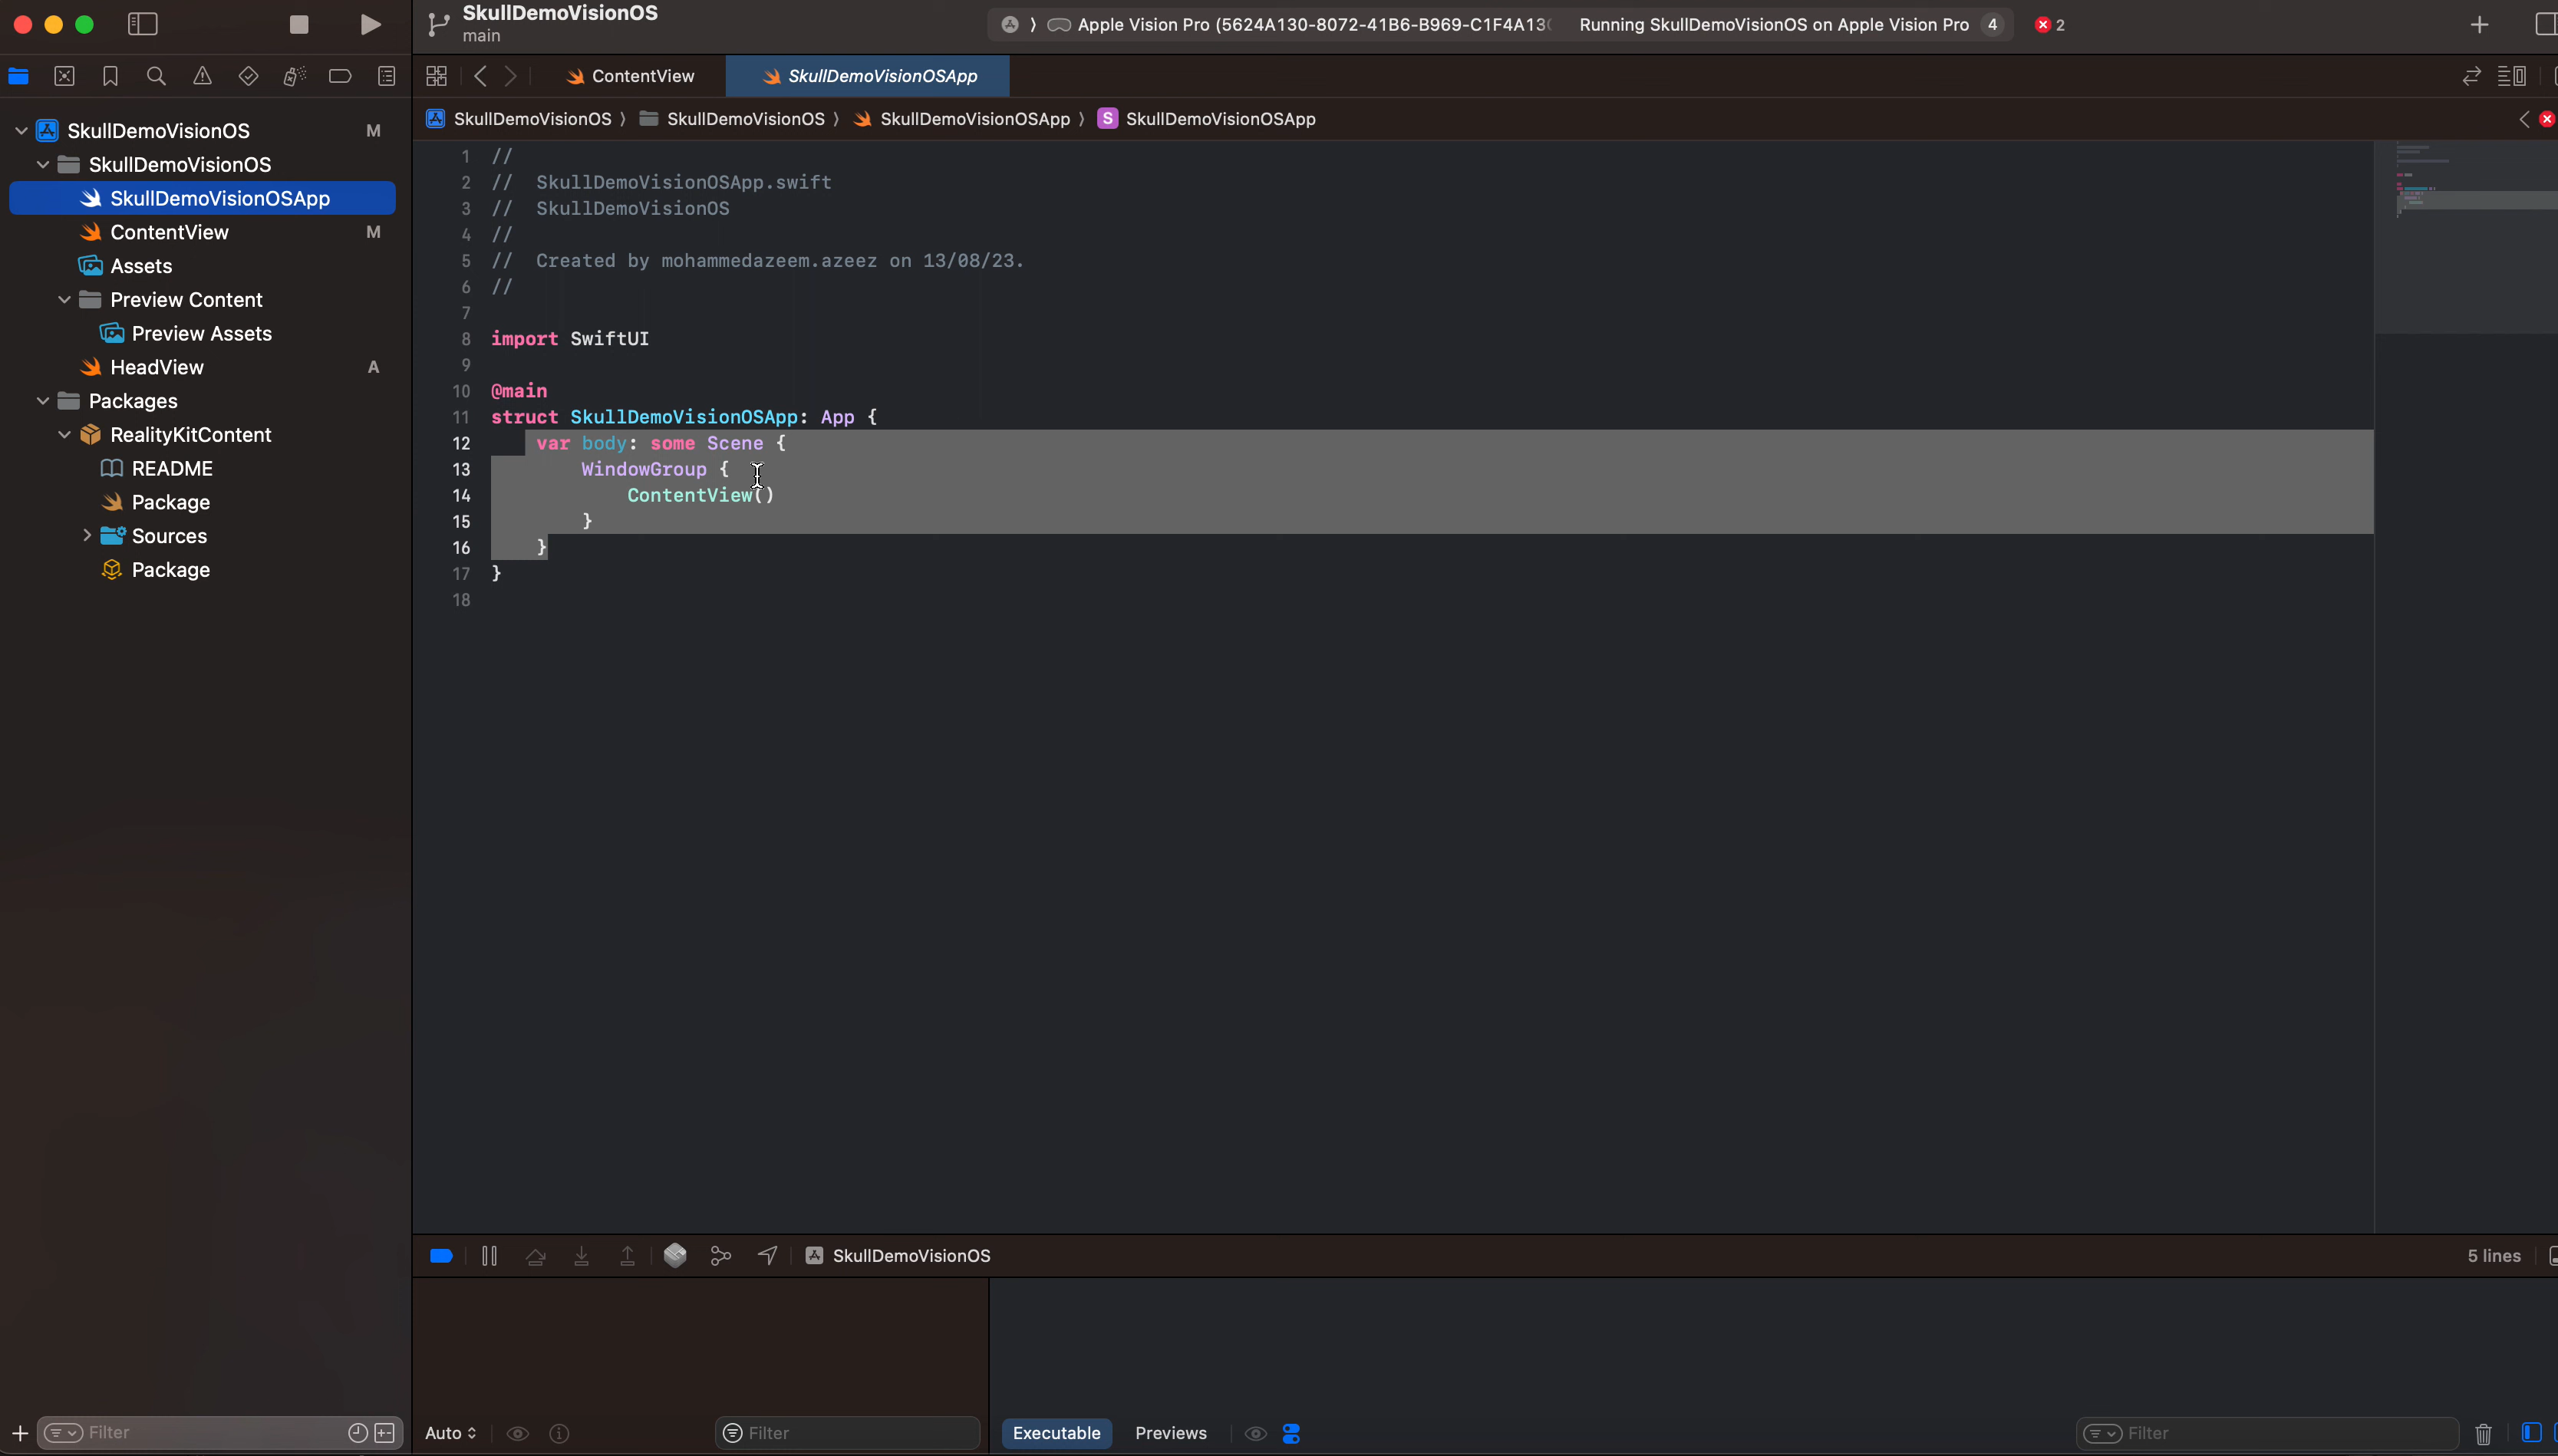 SkullDemoVisionOS
main
Apple Vision Pro (5624A130-8072-41B6-B969-C1F4A13
Running SkullDemoVisionOS on Apple Vision Pro 4
2
ContentView
SkullDemoVisionOSApp
SkullDemoVisionOS 〉 SkullDemoVisionOS 〉 SkullDemoVisionOSApp 〉 S SkullDemoVisionOSApp
SkullDemoVisionOS M
SkullDemoVisionOS
SkullDemoVisionOSApp
ContentView M
Assets
Preview Content
Preview Assets
HeadView A
Packages
RealityKitContent
README
Package
Sources
Package
1 //
2 // SkullDemoVisionOSApp.swift
3 // SkullDemoVisionOS
4 //
5 // Created by mohammedazeem.azeez on 13/08/23.
6 //
7
8 import SwiftUI
9
10 @main
11 struct SkullDemoVisionOSApp: App {
12 var body: some Scene {
13 WindowGroup {
14 ContentView()
15 }
16 }
17 }
18
SkullDemoVisionOS
5 lines
Filter
Auto
Filter
Executable
Previews
Filter